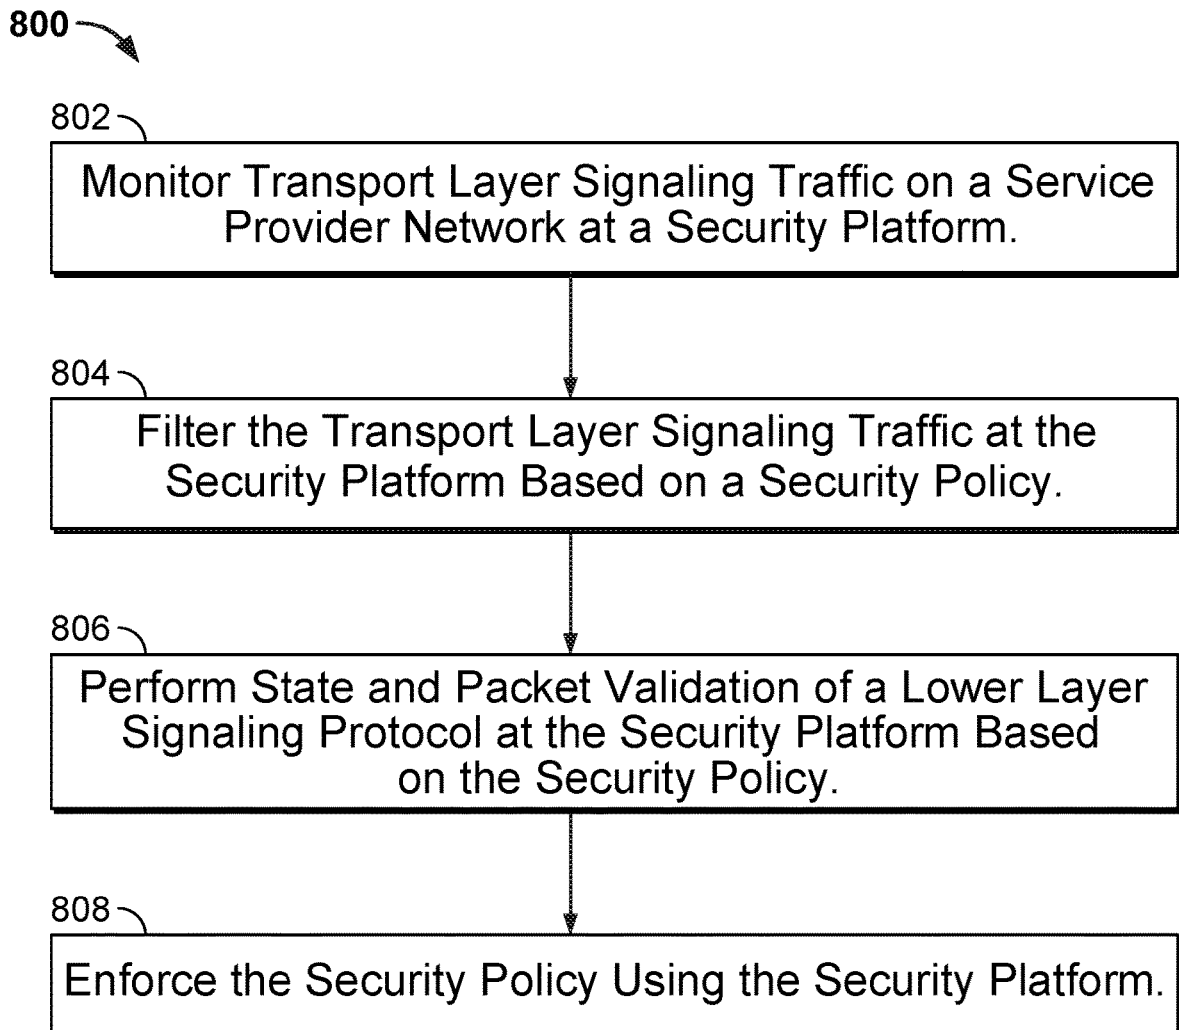 800
802
Monitor Transport Layer Signaling Traffic on a Service
Provider Network at a Security Platform.
804
Filter the Transport Layer Signaling Traffic at the
Security Platform Based on a Security Policy.
806
Perform State and Packet Validation of a Lower Layer
Signaling Protocol at the Security Platform Based
on the Security Policy.
808
Enforce the Security Policy Using the Security Platform.